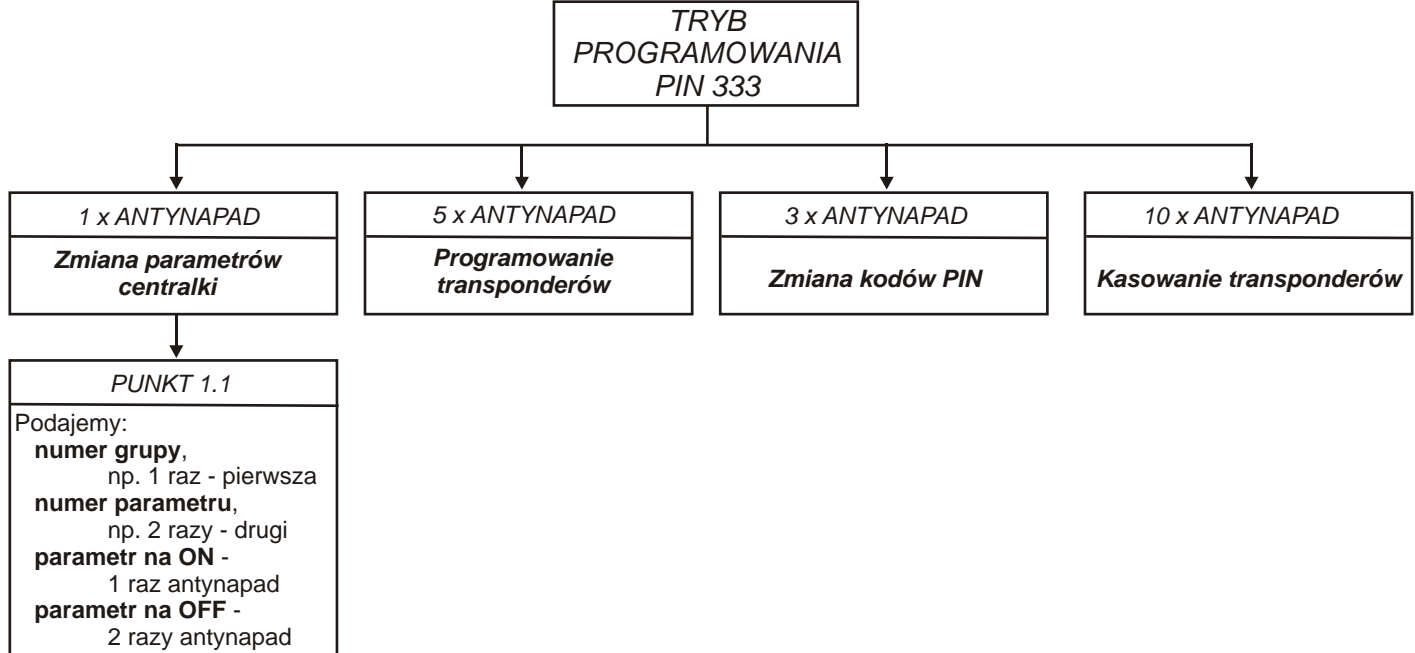 TRYB
PROGRAMOWANIA
PIN 333
1 x ANTYNAPAD
Zmiana parametrów
centralki
5 x ANTYNAPAD
Programowanie
transponderów
3 x ANTYNAPAD
Zmiana kodów PIN
10 x ANTYNAPAD
Kasowanie transponderów
PUNKT 1.1
Podajemy:
numer grupy,
np. 1 raz - pierwsza
numer parametru,
np. 2 razy - drugi
parametr na ON -
1 raz antynapad
parametr na OFF -
2 razy antynapad